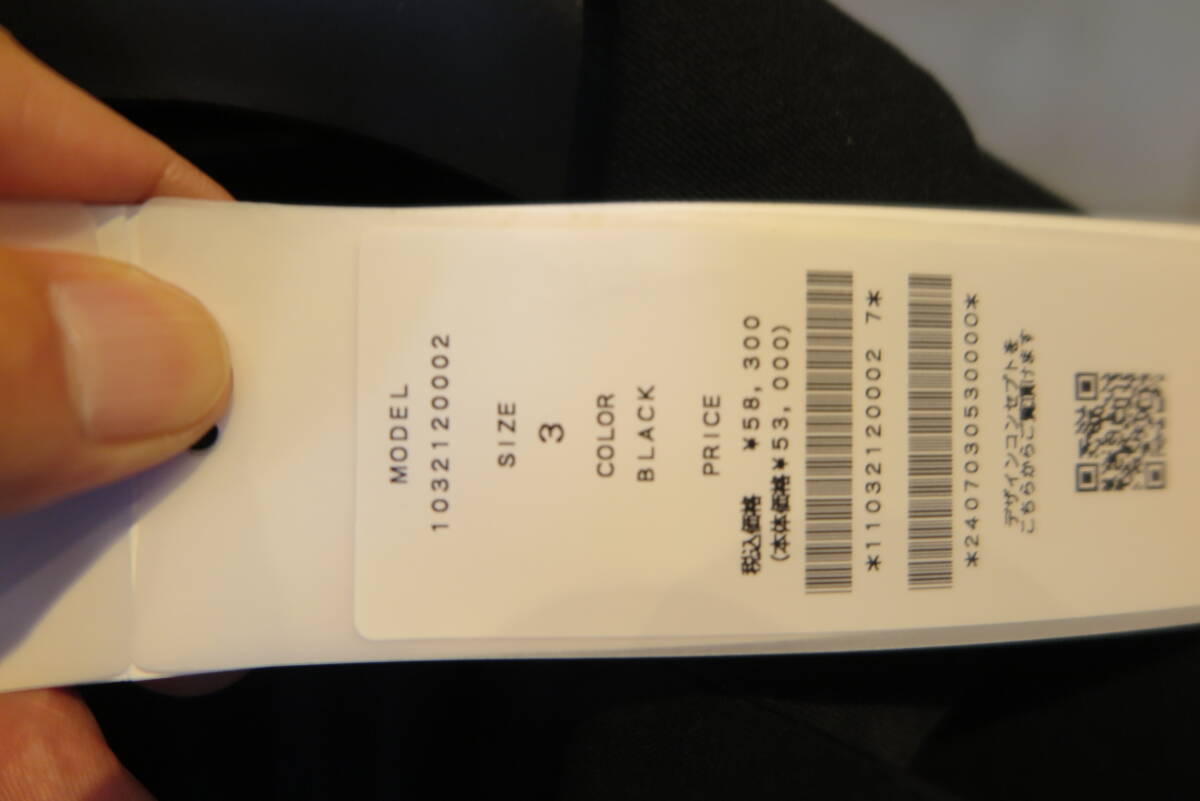 MODEL
1032120002
SIZE
3
COLOR
BLACK
PRICE
税込価格 ¥58,300
(本体価格¥53,000)
*11032120002 7*
*2407030530000*
デザインコンセプトを
こちらからご覧頂けます